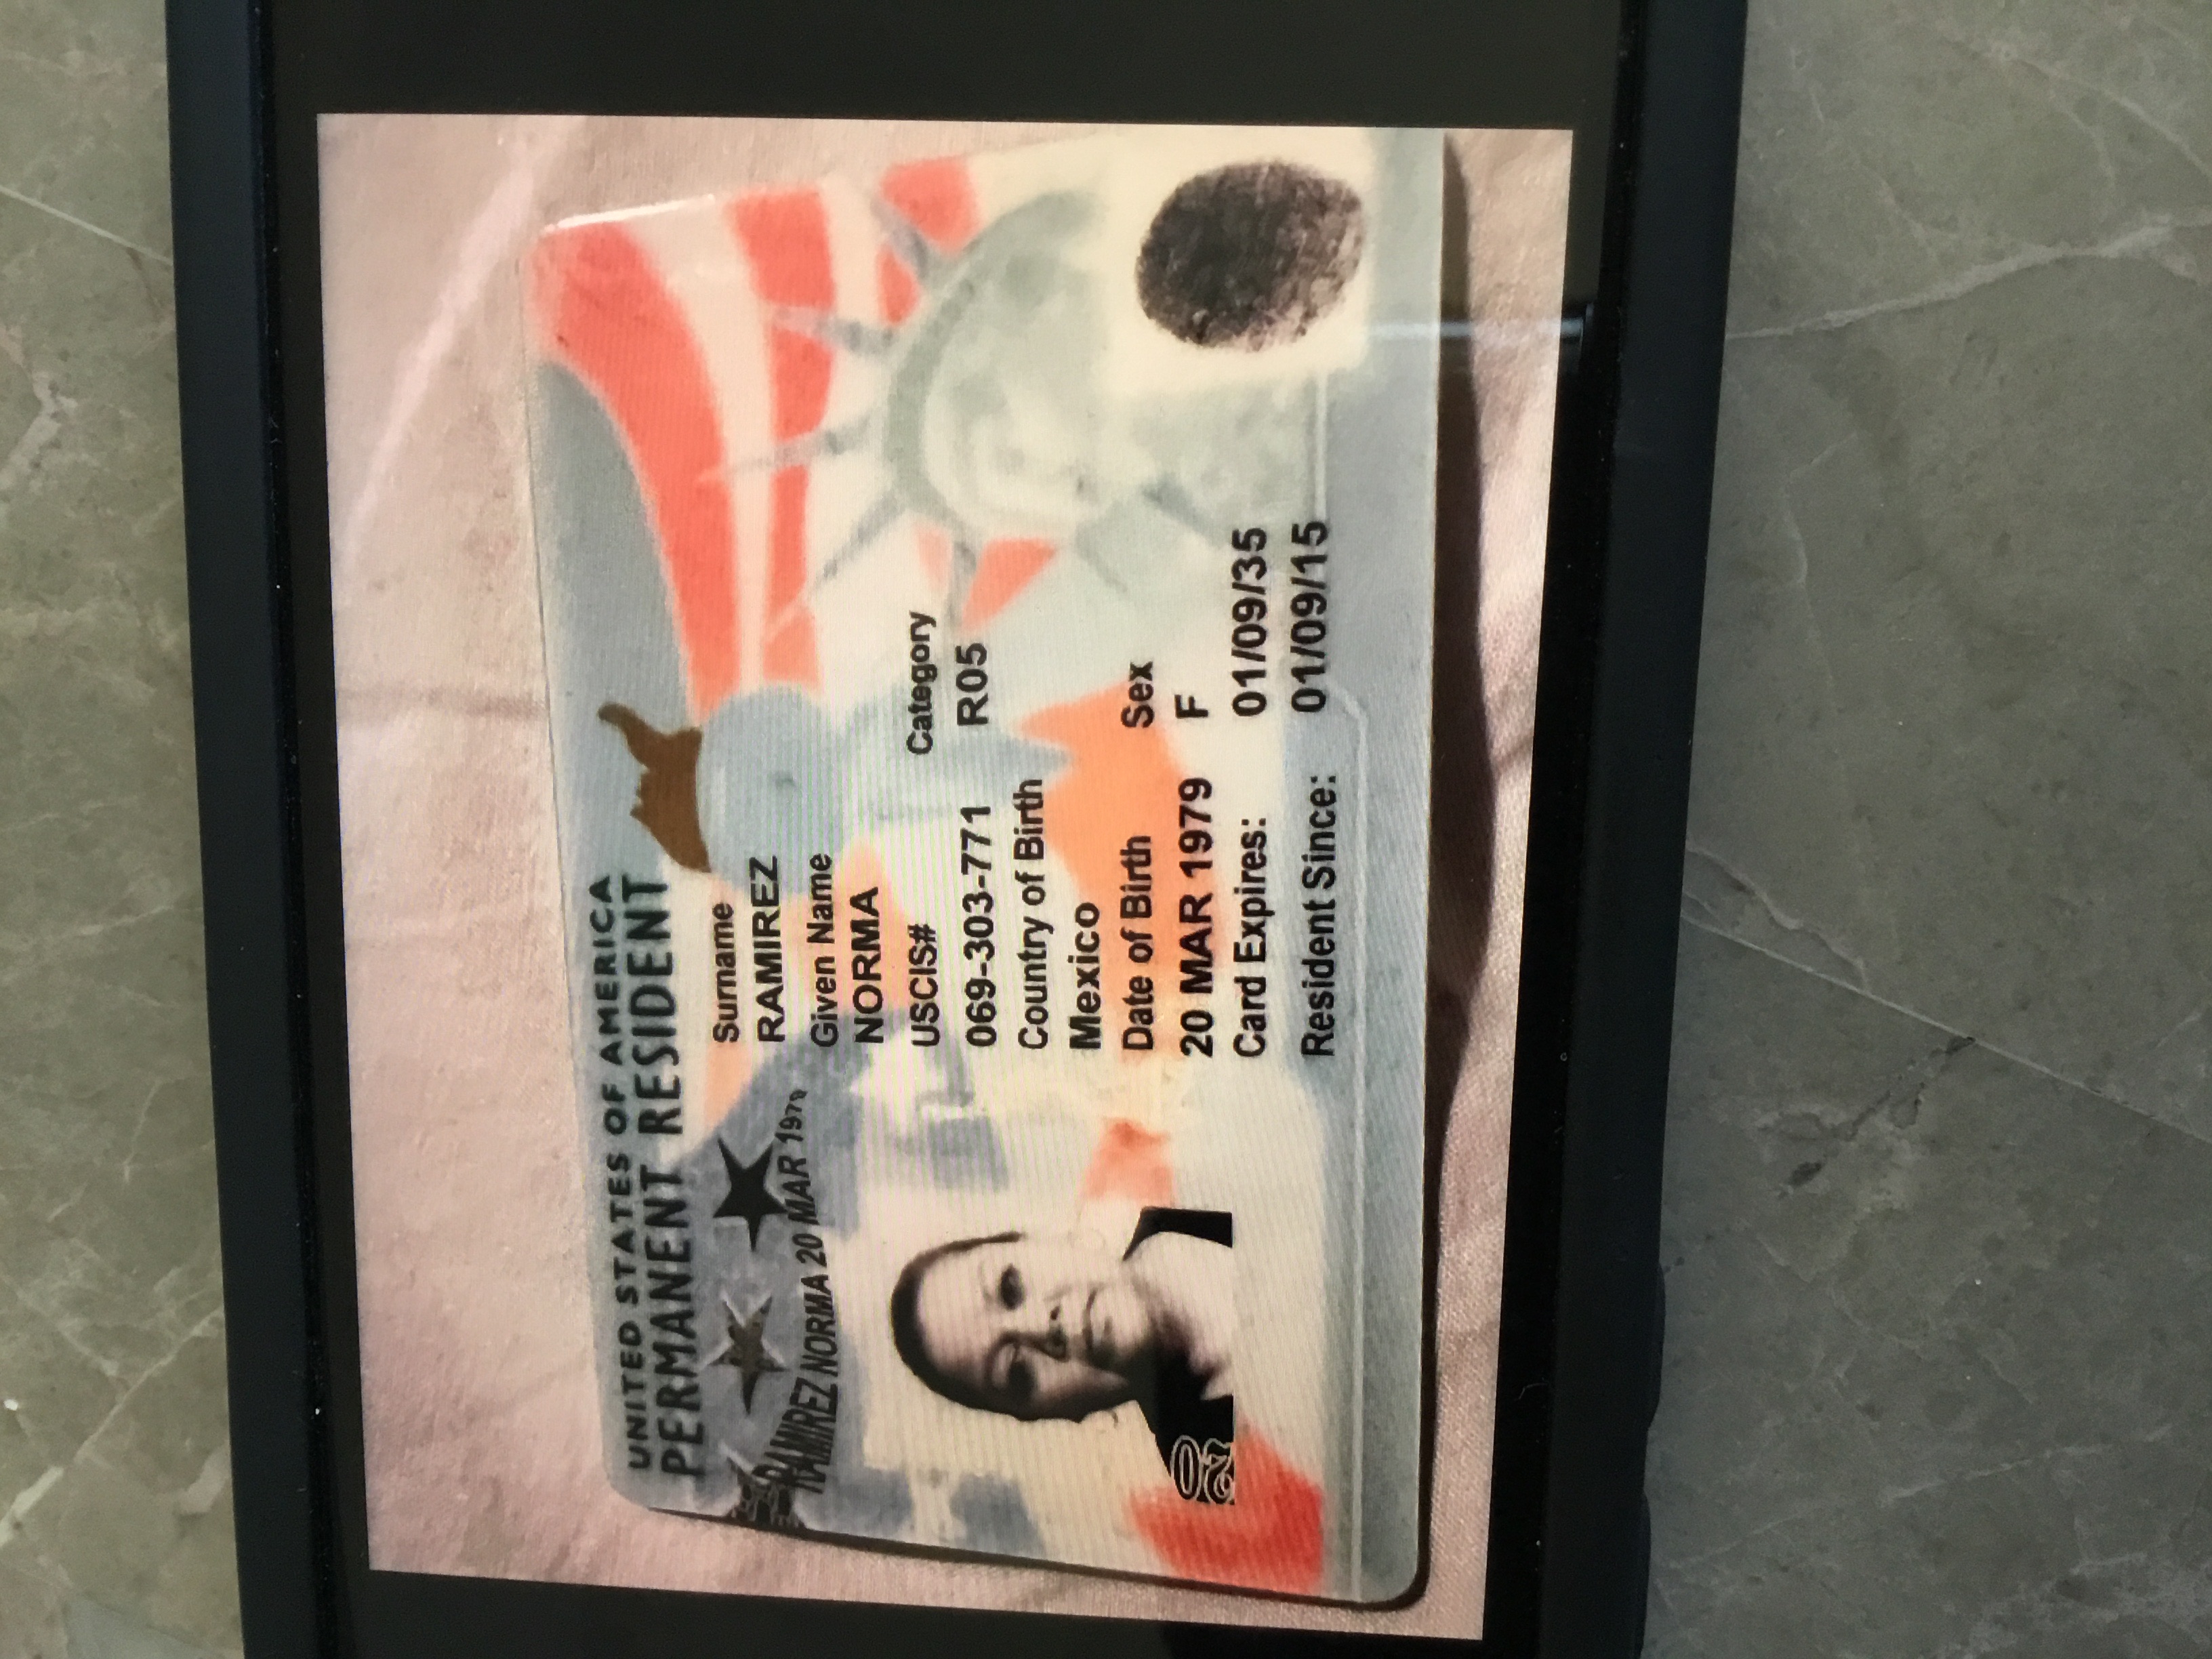 UNITED STATES OF AMERICA
PERMANENT RESIDENT
RAMIREZ NORMA 20 MAR 1979
Surname
RAMIREZ
Given Name
NORMA
USCIS# Category
069-303-771 R05
Country of Birth
Mexico
Date of Birth Sex
20 MAR 1979 F
Card Expires: 01/09/35
Resident Since: 01/09/15